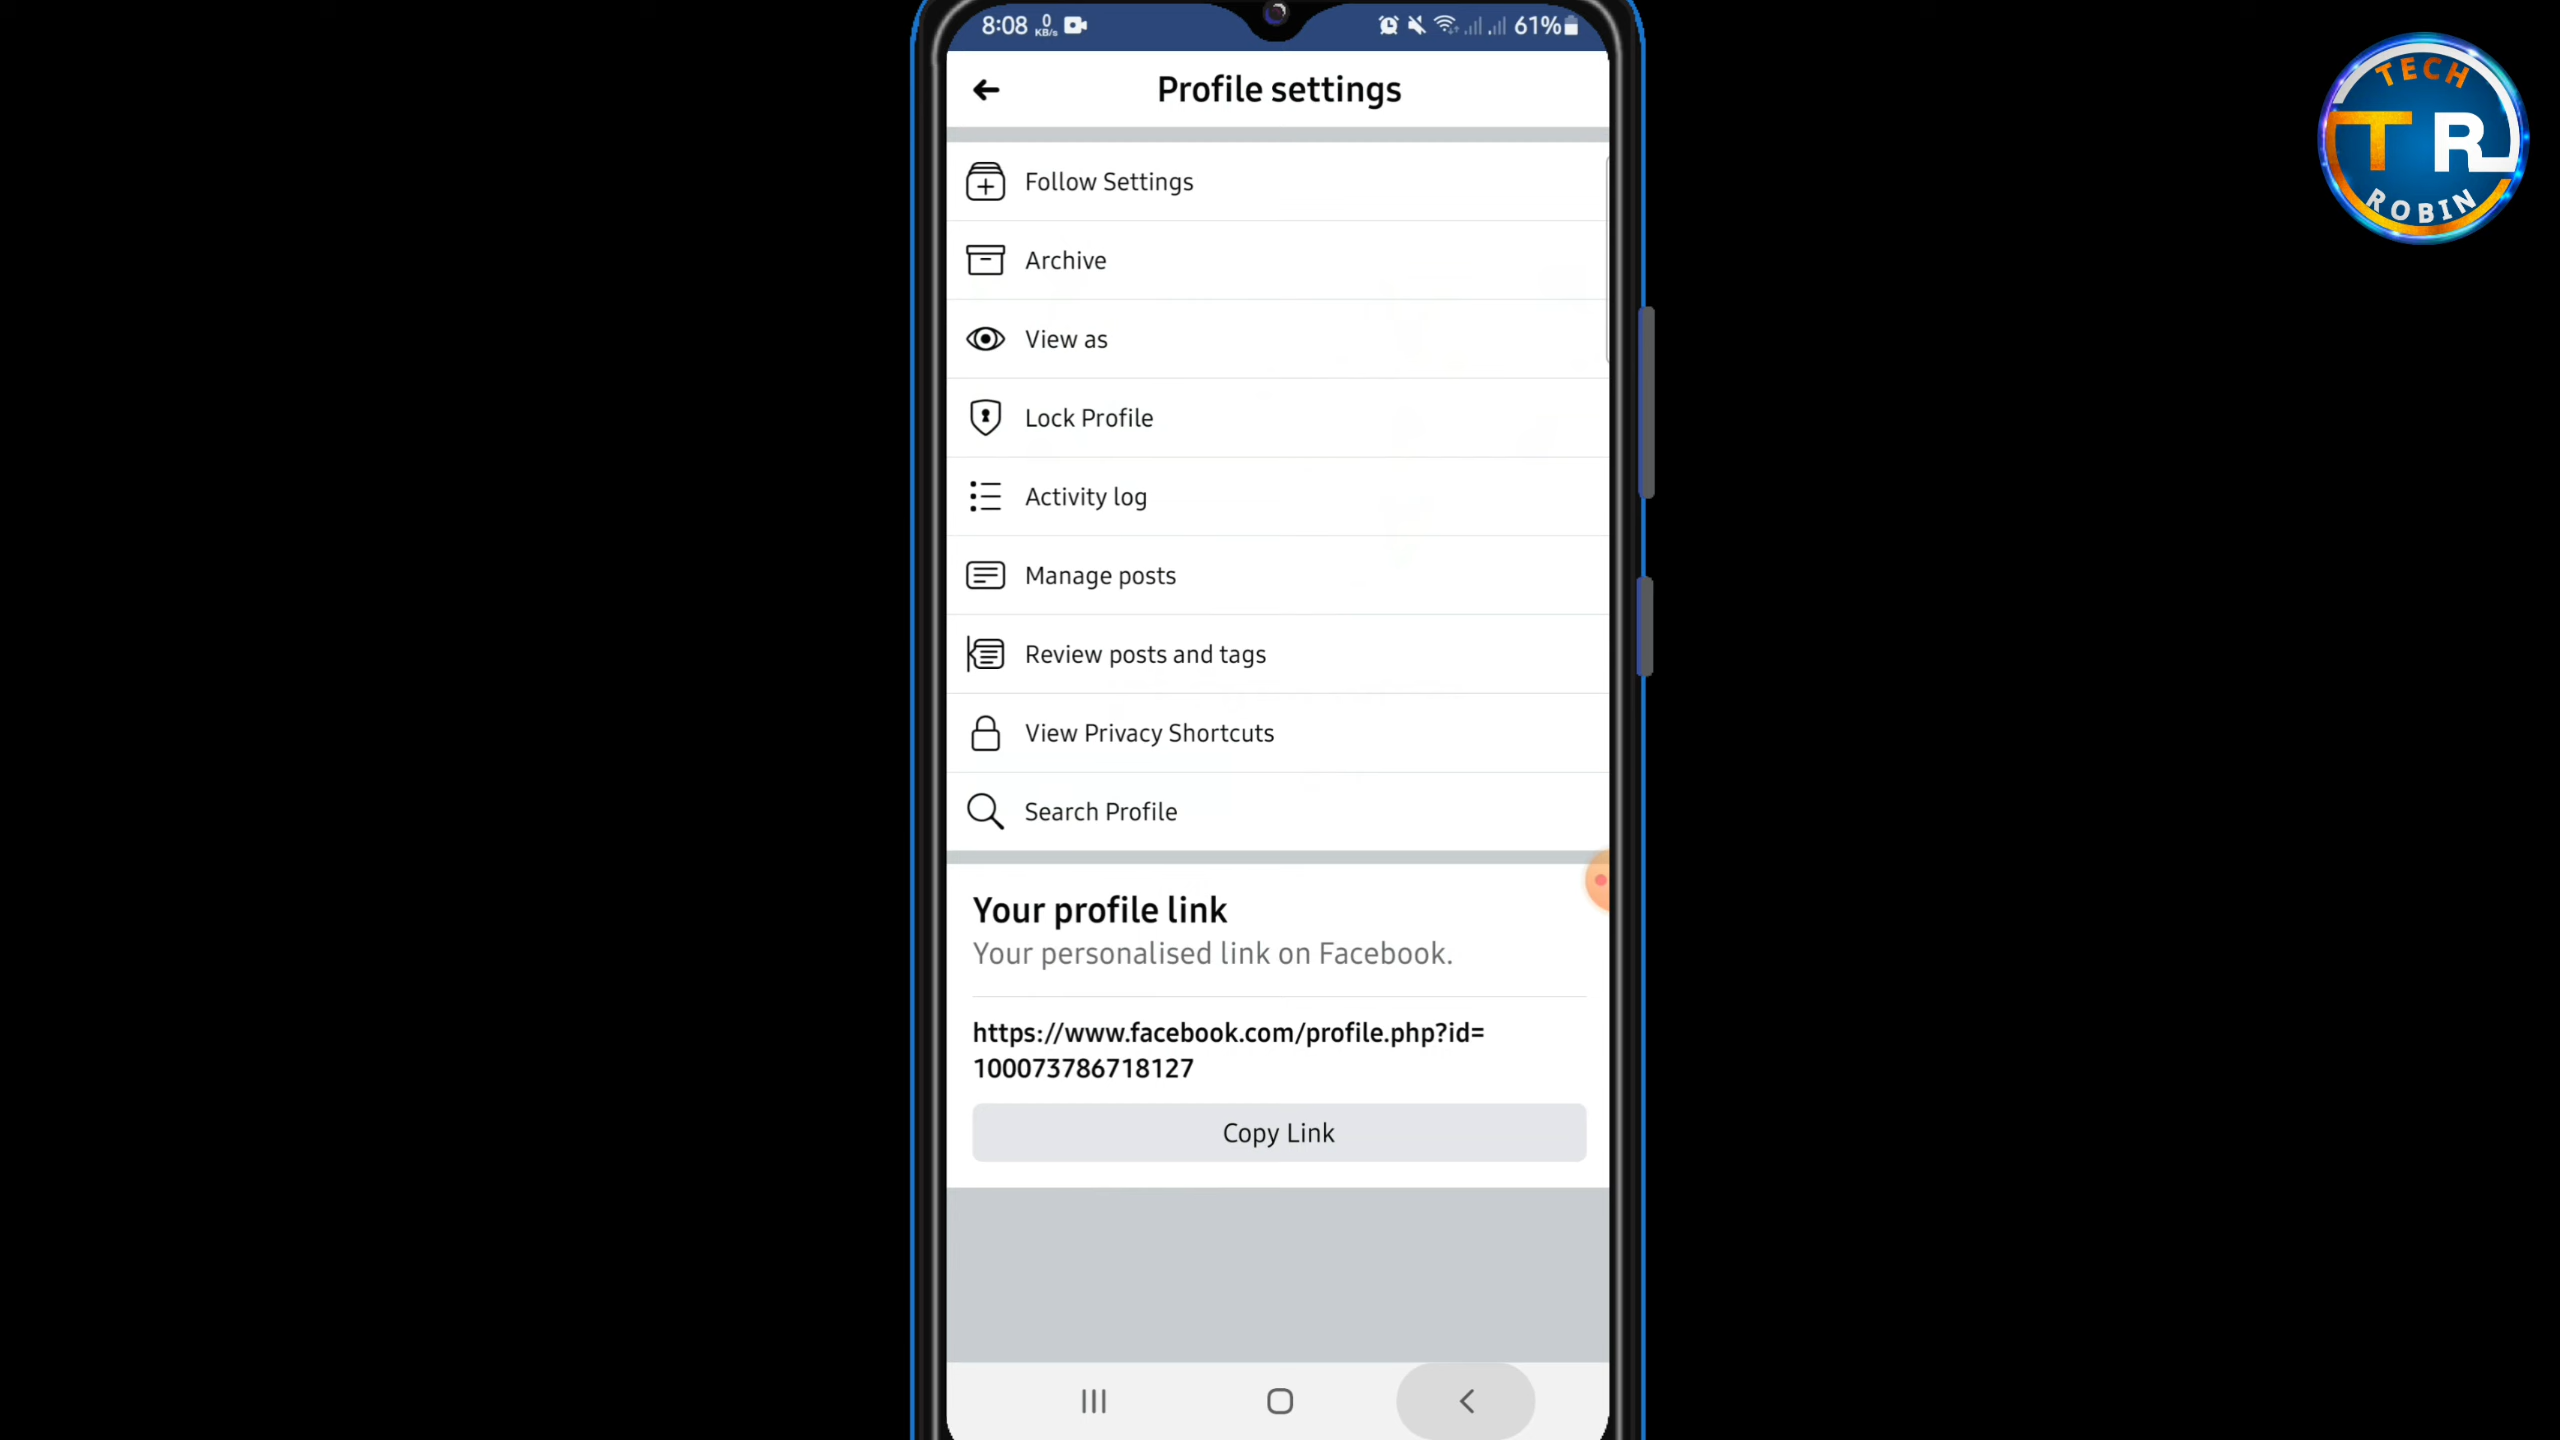 8:08 0 KB/s 61%
Profile settings
Follow Settings
Archive
View as
Lock Profile
Activity log
Manage posts
Review posts and tags
View Privacy Shortcuts
Search Profile
Your profile link
Your personalised link on Facebook.
https://www.facebook.com/profile.php?id=
100073786718127
Copy Link
TECH
TR
ROBIN